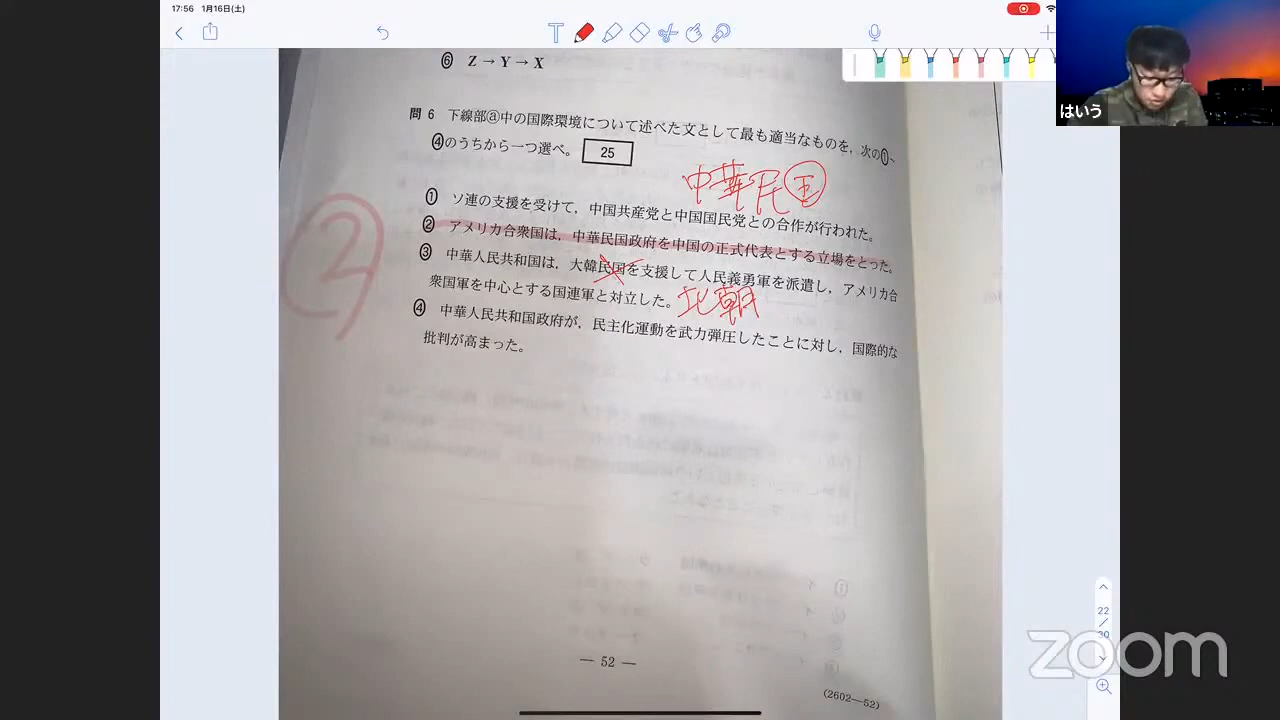 17:56 1月16日(土)
はいう
⑥ Z→Y→X
問 6 下線部ⓐ中の国際環境について述べた文として最も適当なものを、次の①、
④のうちから一つ選べ。 25
中華民国
① ソ連の支援を受けて、中国共産党と中国国民党との合作が行われた。
② アメリカ合衆国は、中華民国政府を中国の正式代表とする立場をとった。
③ 中華人民共和国は、大韓民国を支援して人民義勇軍を派遣し、アメリカ合
衆国軍を中心とする国連軍と対立した。
北朝
④ 中華人民共和国政府が、民主化運動を武力弾圧したことに対し、国際的な
批判が高まった。
②
22
/
30
— 52 —
(2602—52)
zoom